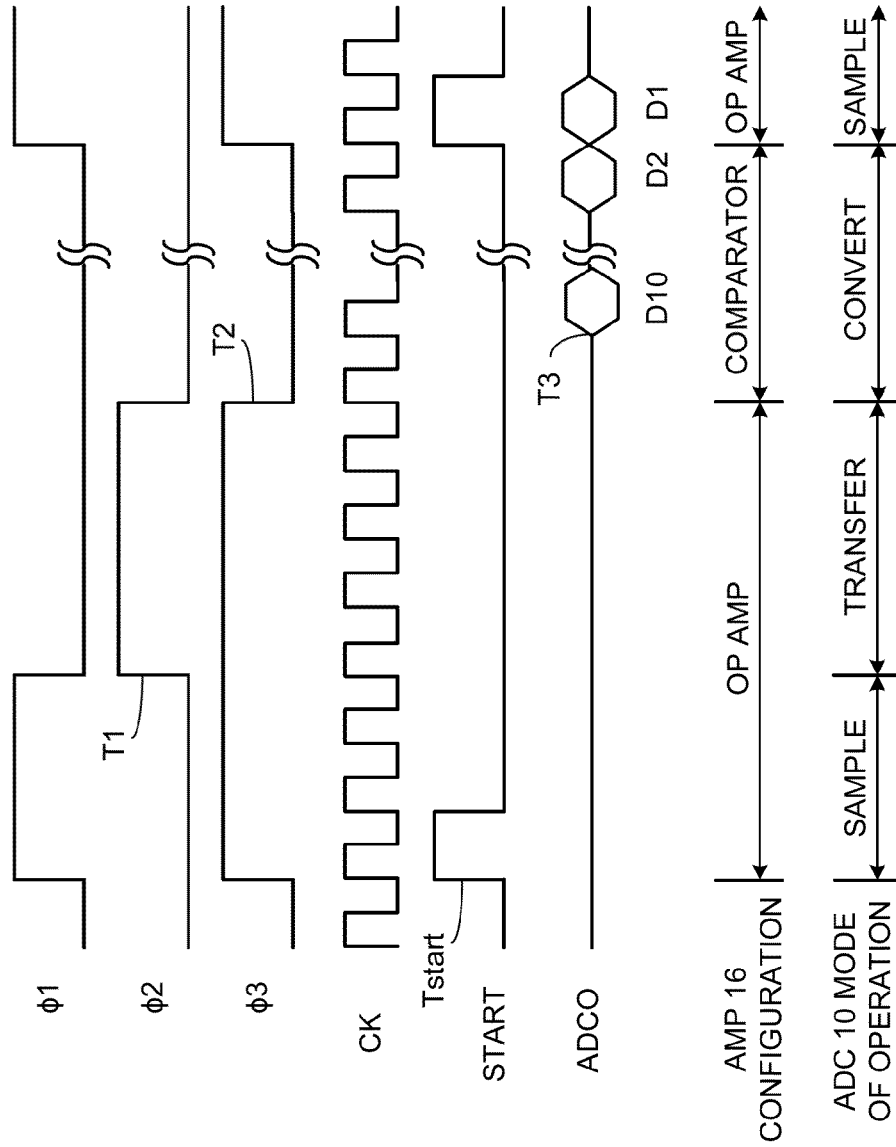 ϕ1
T1
ϕ2
T2
ϕ3
CK
Tstart
START
T3
ADCO
D10
D2
D1
AMP 16
CONFIGURATION
OP AMP
COMPARATOR
OP AMP
ADC 10 MODE
OF OPERATION
SAMPLE
TRANSFER
CONVERT
SAMPLE